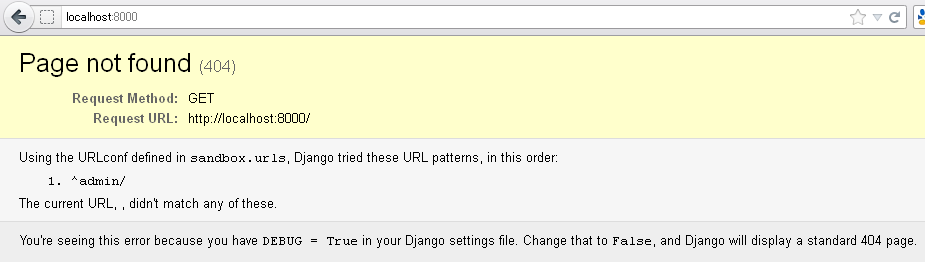 localhost:8000
Page not found (404)
Request Method: GET
Request URL: http://localhost:8000/
Using the URLconf defined in sandbox.urls, Django tried these URL patterns, in this order:
1. ^admin/
The current URL, , didn't match any of these.
You're seeing this error because you have DEBUG = True in your Django settings file. Change that to False, and Django will display a standard 404 page.